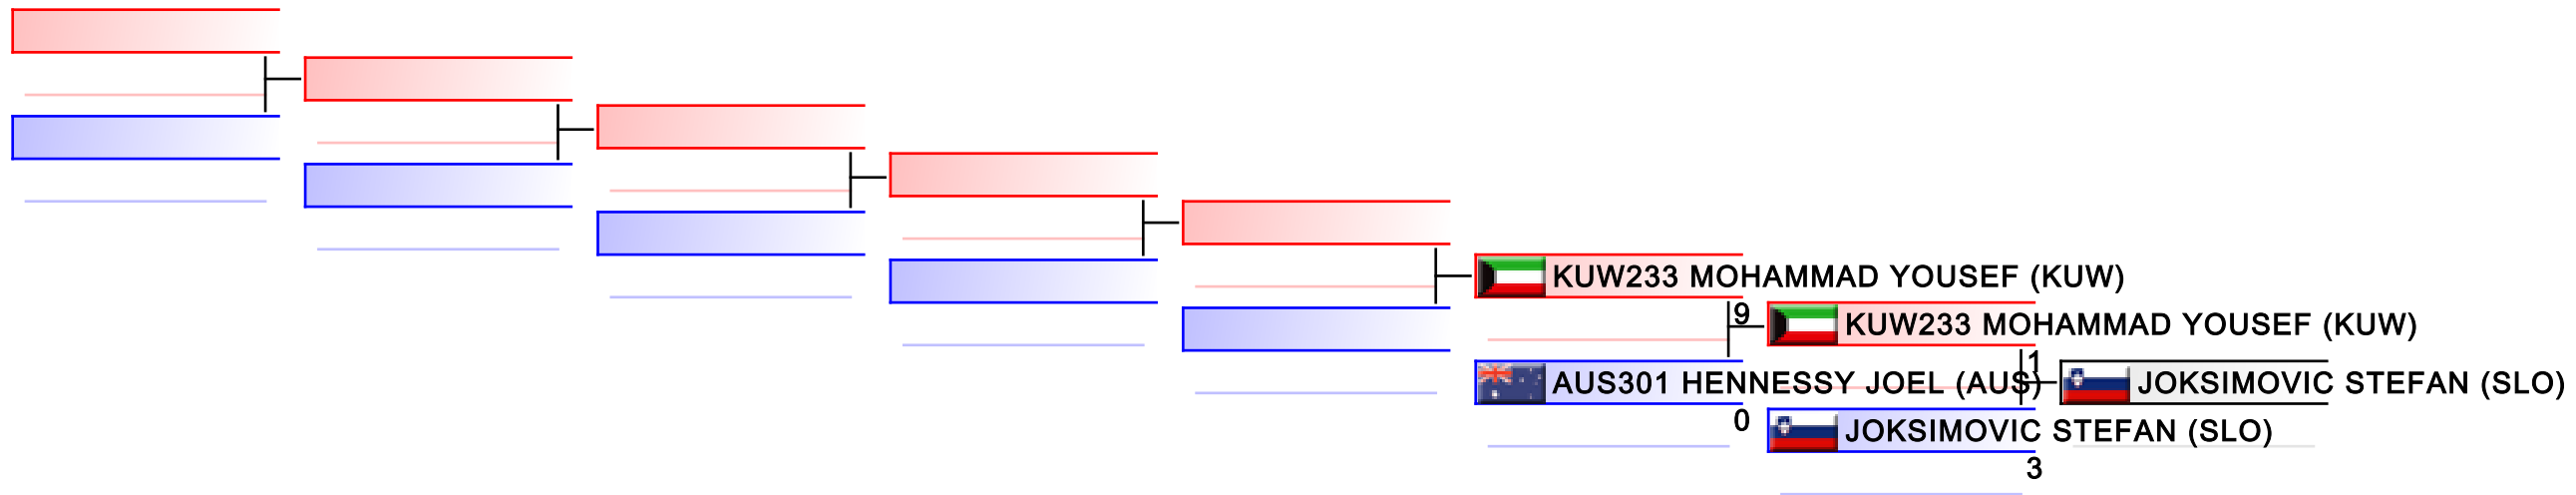 KUW233 MOHAMMAD YOUSEF (KUW)
9
KUW233 MOHAMMAD YOUSEF (KUW)
AUS301 HENNESSY JOEL (AUS)
1
JOKSIMOVIC STEFAN (SLO)
0
JOKSIMOVIC STEFAN (SLO)
3